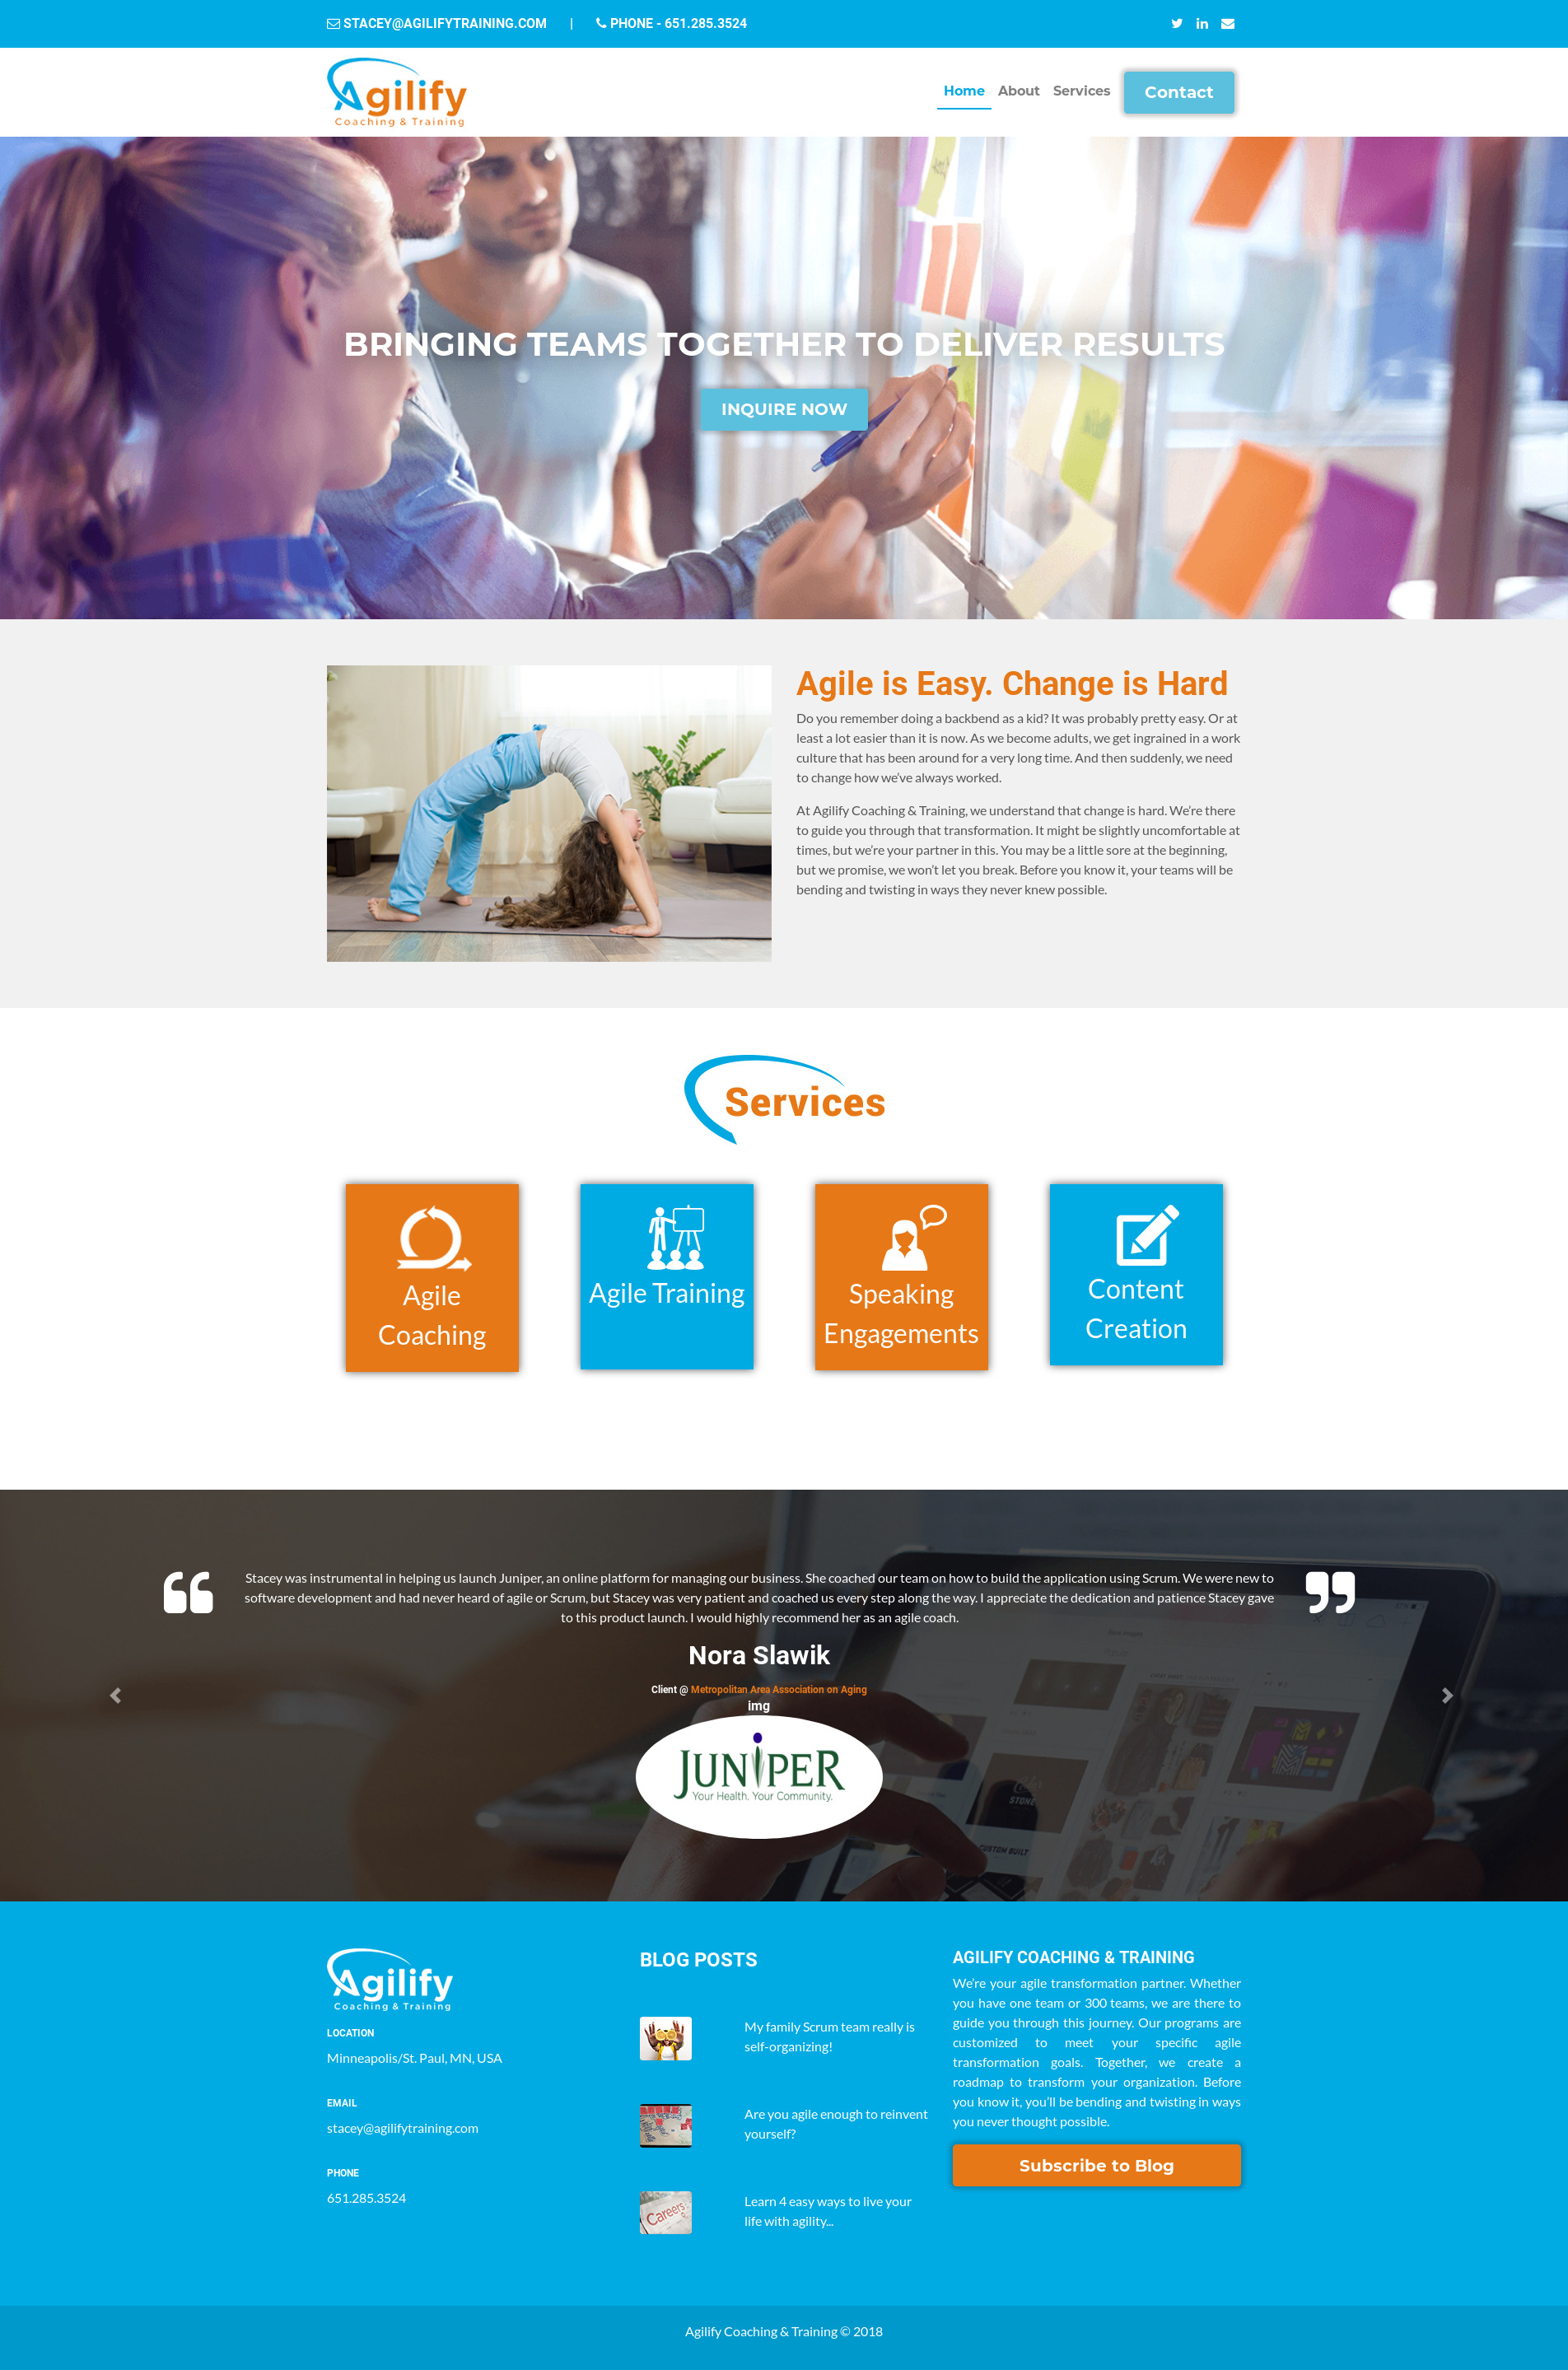 STACEY@AGILIFYTRAINING.COM | PHONE - 651.285.3524
Agilify
Coaching & Training
Home About Services Contact
BRINGING TEAMS TOGETHER TO DELIVER RESULTS
INQUIRE NOW
Agile is Easy. Change is Hard
Do you remember doing a backbend as a kid? It was probably pretty easy. Or at
least a lot easier than it is now. As we become adults, we get ingrained in a work
culture that has been around for a very long time. And then suddenly, we need
to change how we’ve always worked.
At Agilify Coaching & Training, we understand that change is hard. We’re there
to guide you through that transformation. It might be slightly uncomfortable at
times, but we’re your partner in this. You may be a little sore at the beginning,
but we promise, we won’t let you break. Before you know it, your teams will be
bending and twisting in ways they never knew possible.
Services
Agile
Coaching
Agile Training
Speaking
Engagements
Content
Creation
Stacey was instrumental in helping us launch Juniper, an online platform for managing our business. She coached our team on how to build the application using Scrum. We were new to
software development and had never heard of agile or Scrum, but Stacey was very patient and coached us every step along the way. I appreciate the dedication and patience Stacey gave
to this product launch. I would highly recommend her as an agile coach.
Nora Slawik
Client @ Metropolitan Area Association on Aging
img
JUNIPER
Your Health. Your Community.
STONE
Agilify
Coaching & Training
LOCATION
Minneapolis/St. Paul, MN, USA
EMAIL
stacey@agilifytraining.com
PHONE
651.285.3524
BLOG POSTS
My family Scrum team really is
self-organizing!
Are you agile enough to reinvent
yourself?
Careers
Learn 4 easy ways to live your
life with agility...
AGILIFY COACHING & TRAINING
We’re your agile transformation partner. Whether
you have one team or 300 teams, we are there to
guide you through this journey. Our programs are
customized to meet your specific agile
transformation goals. Together, we create a
roadmap to transform your organization. Before
you know it, you’ll be bending and twisting in ways
you never thought possible.
Subscribe to Blog
Agilify Coaching & Training © 2018